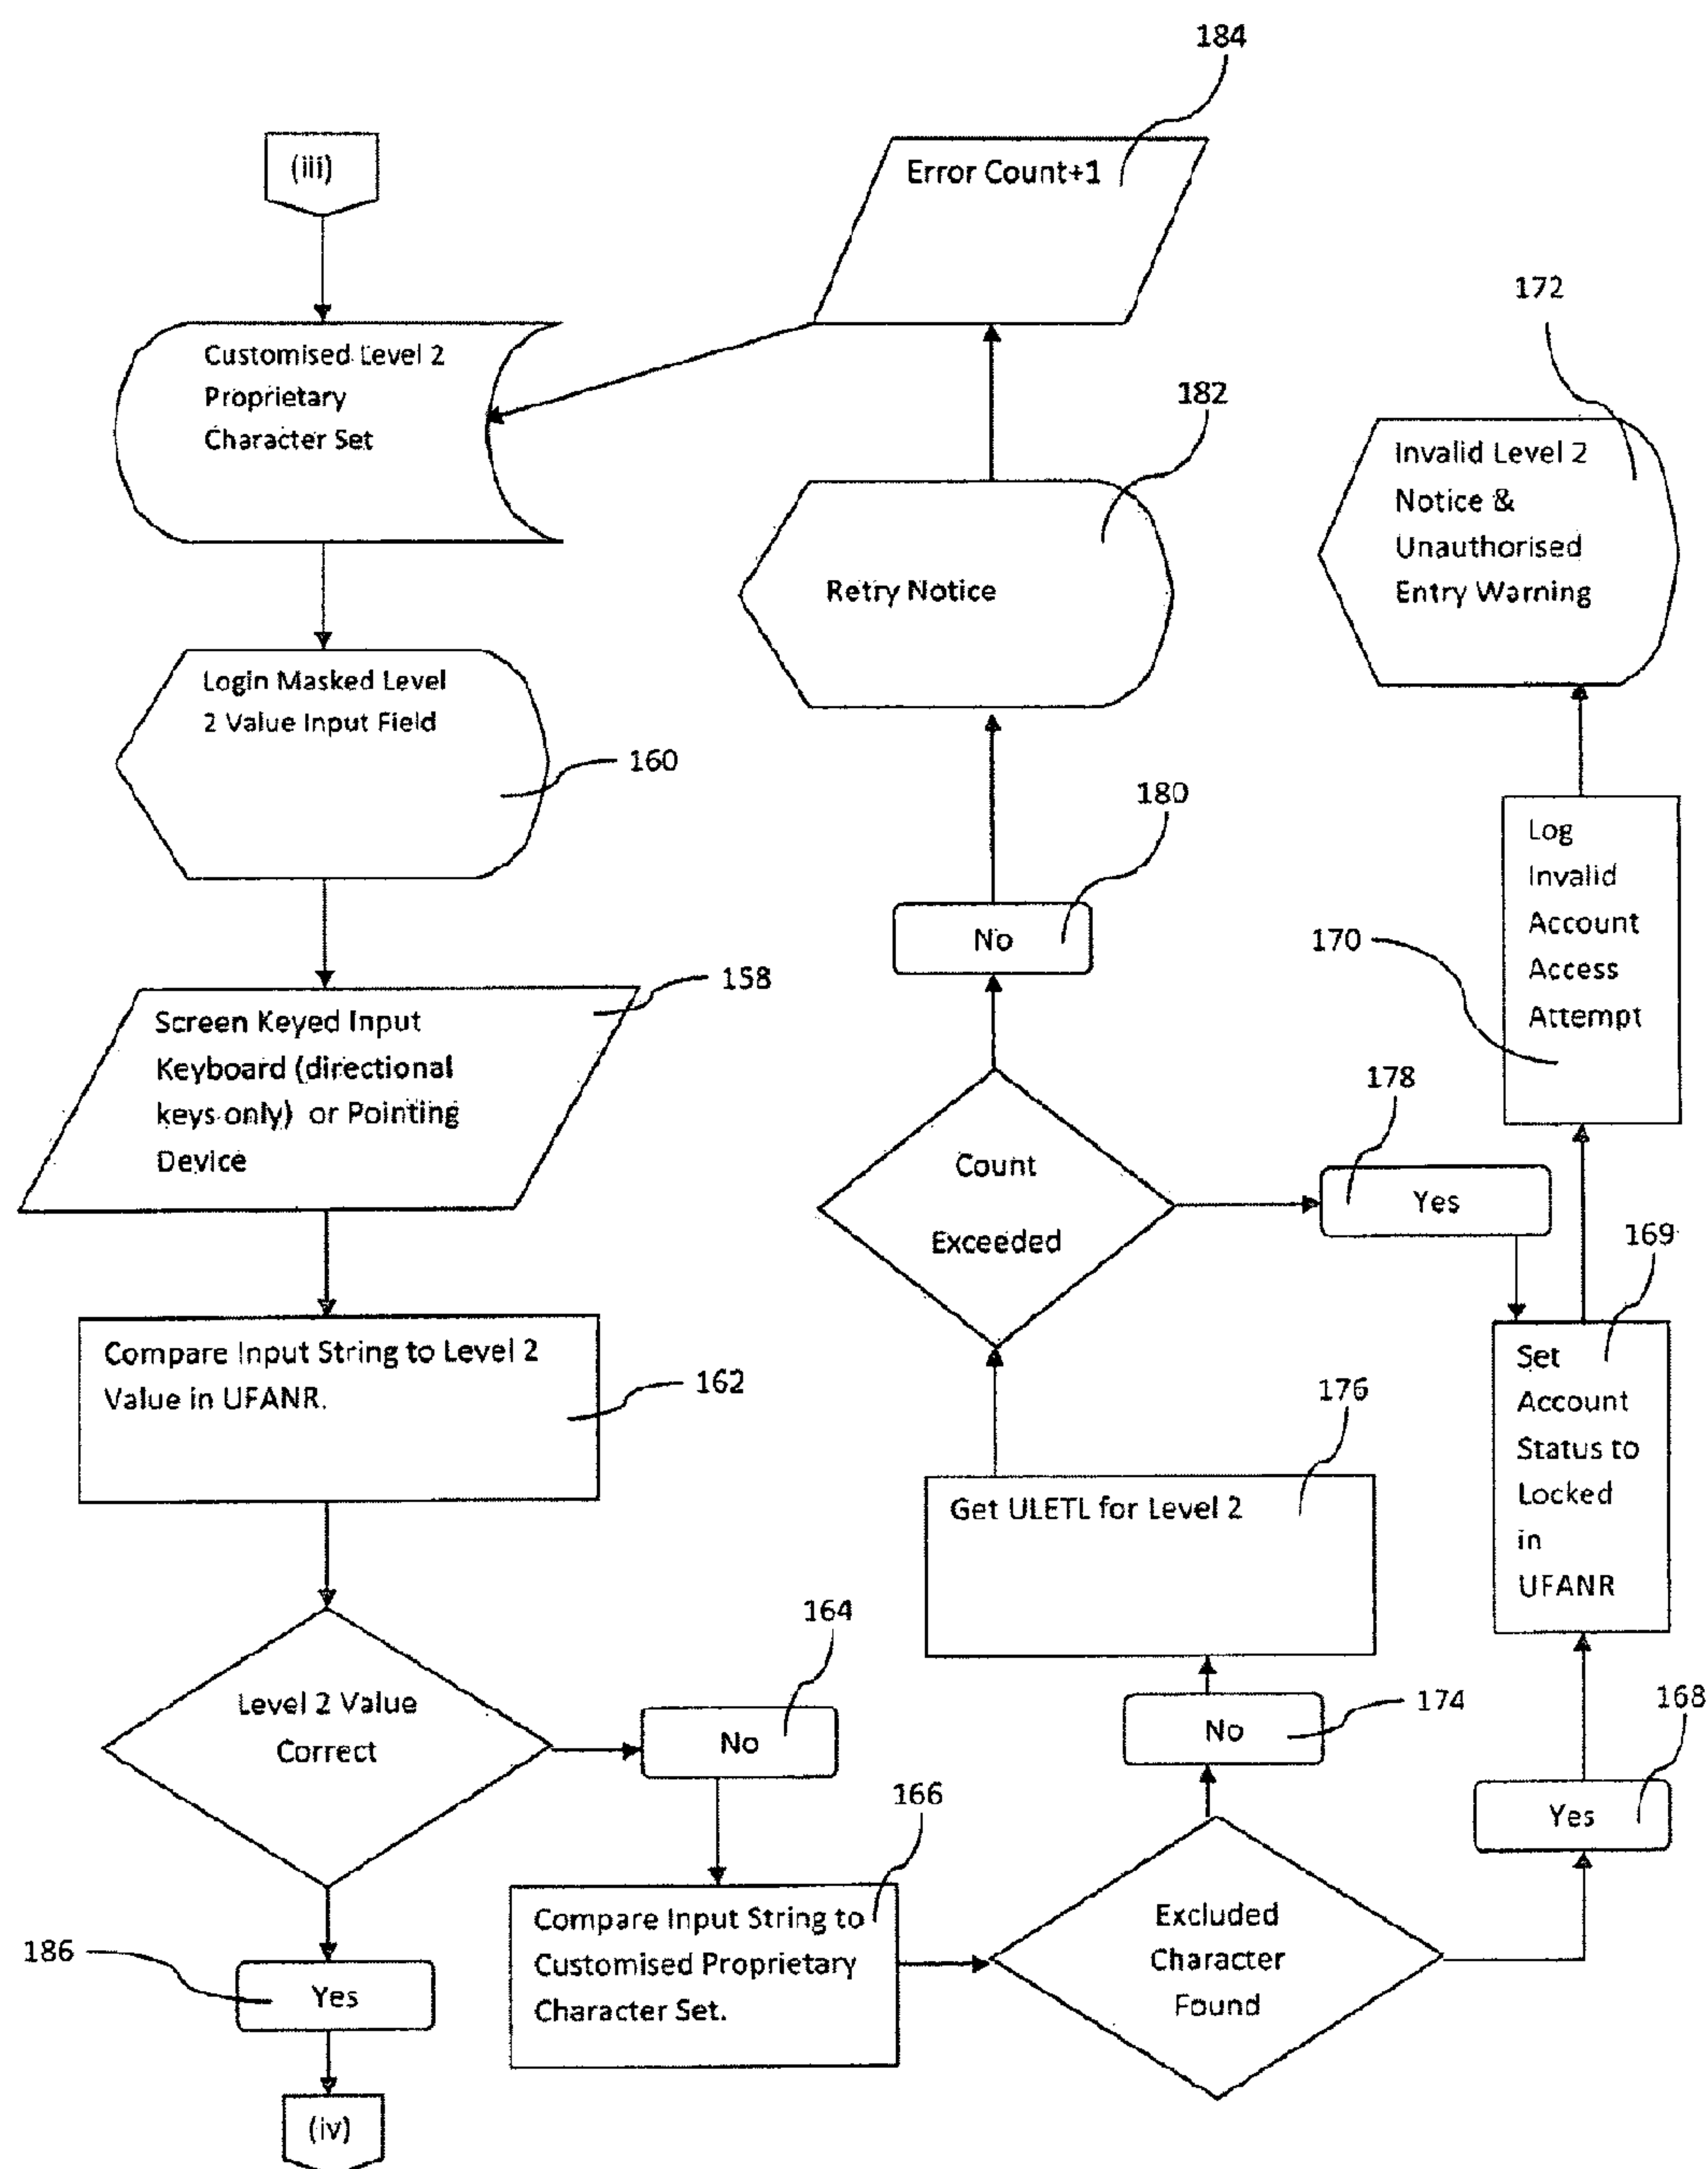 184
(iii)
Error Count+1
172
Customised Level 2
Proprietary
Character Set
182
Invalid Level 2
Notice &
Unauthorised
Entry Warning
Retry Notice
Login Masked Level
2 Value Input Field
160
180
Log
Invalid
Account
Access
Attempt
No
170
158
Screen Keyed Input
Keyboard (directional
keys only) or Pointing
Device
178
Count
Exceeded
Yes
169
Compare Input String to Level 2
Value in UFANR.
162
Set
Account
Status to
Locked
in
UFANR
176
Get ULETL for Level 2
164
Level 2 Value
Correct
No
174
No
168
Yes
166
Compare Input String to
Customised Proprietary
Character Set.
Excluded
Character
Found
186
Yes
(iv)